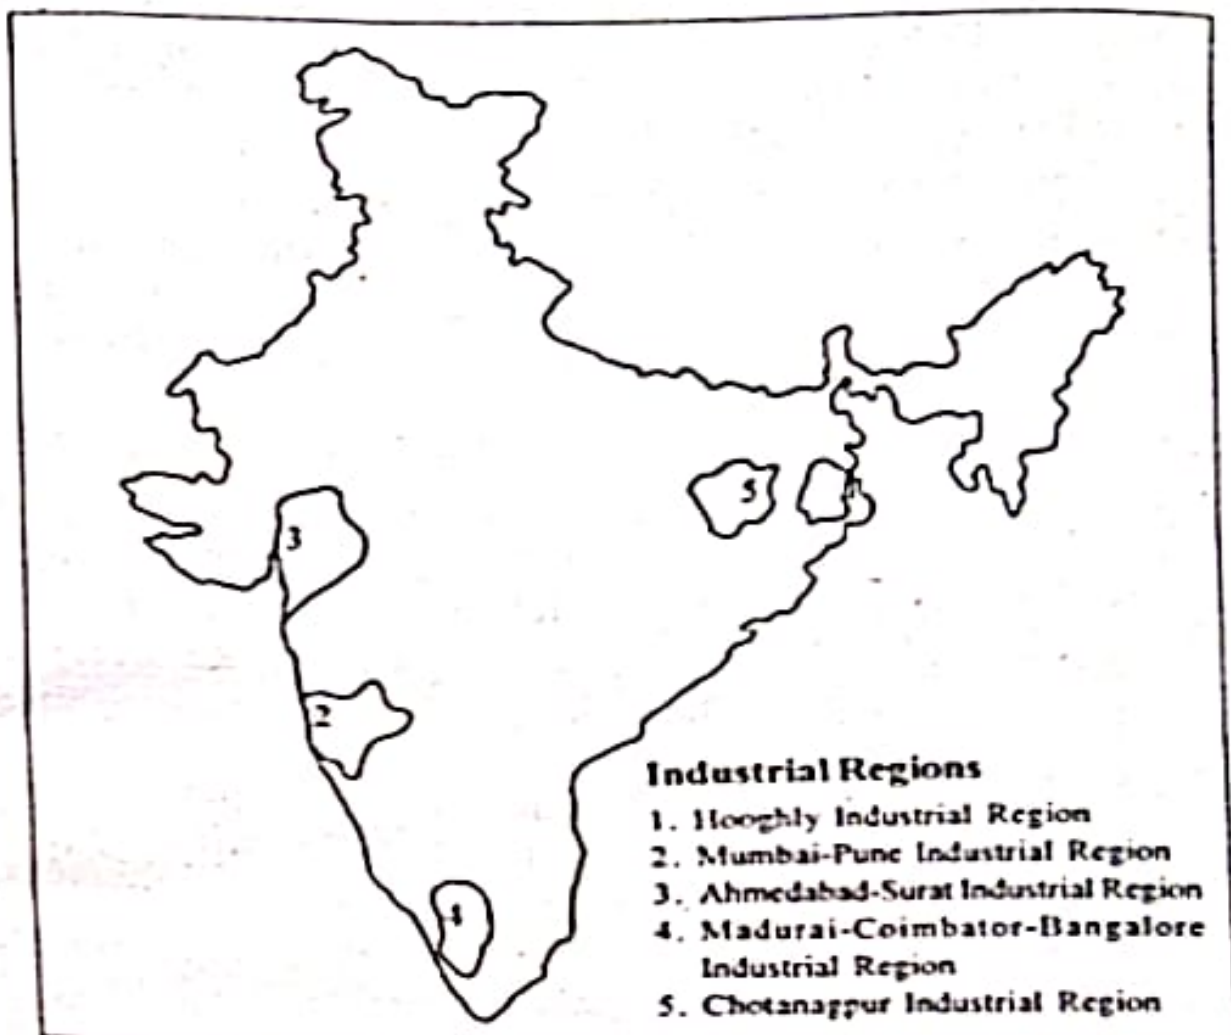 5
3
2
4
Industrial Regions
1. Hooghly Industrial Region
2. Mumbai-Pune Industrial Region
3. Ahmedabad-Surat Industrial Region
4. Madurai-Coimbator-Bangalore
Industrial Region
5. Chotanagpur Industrial Region